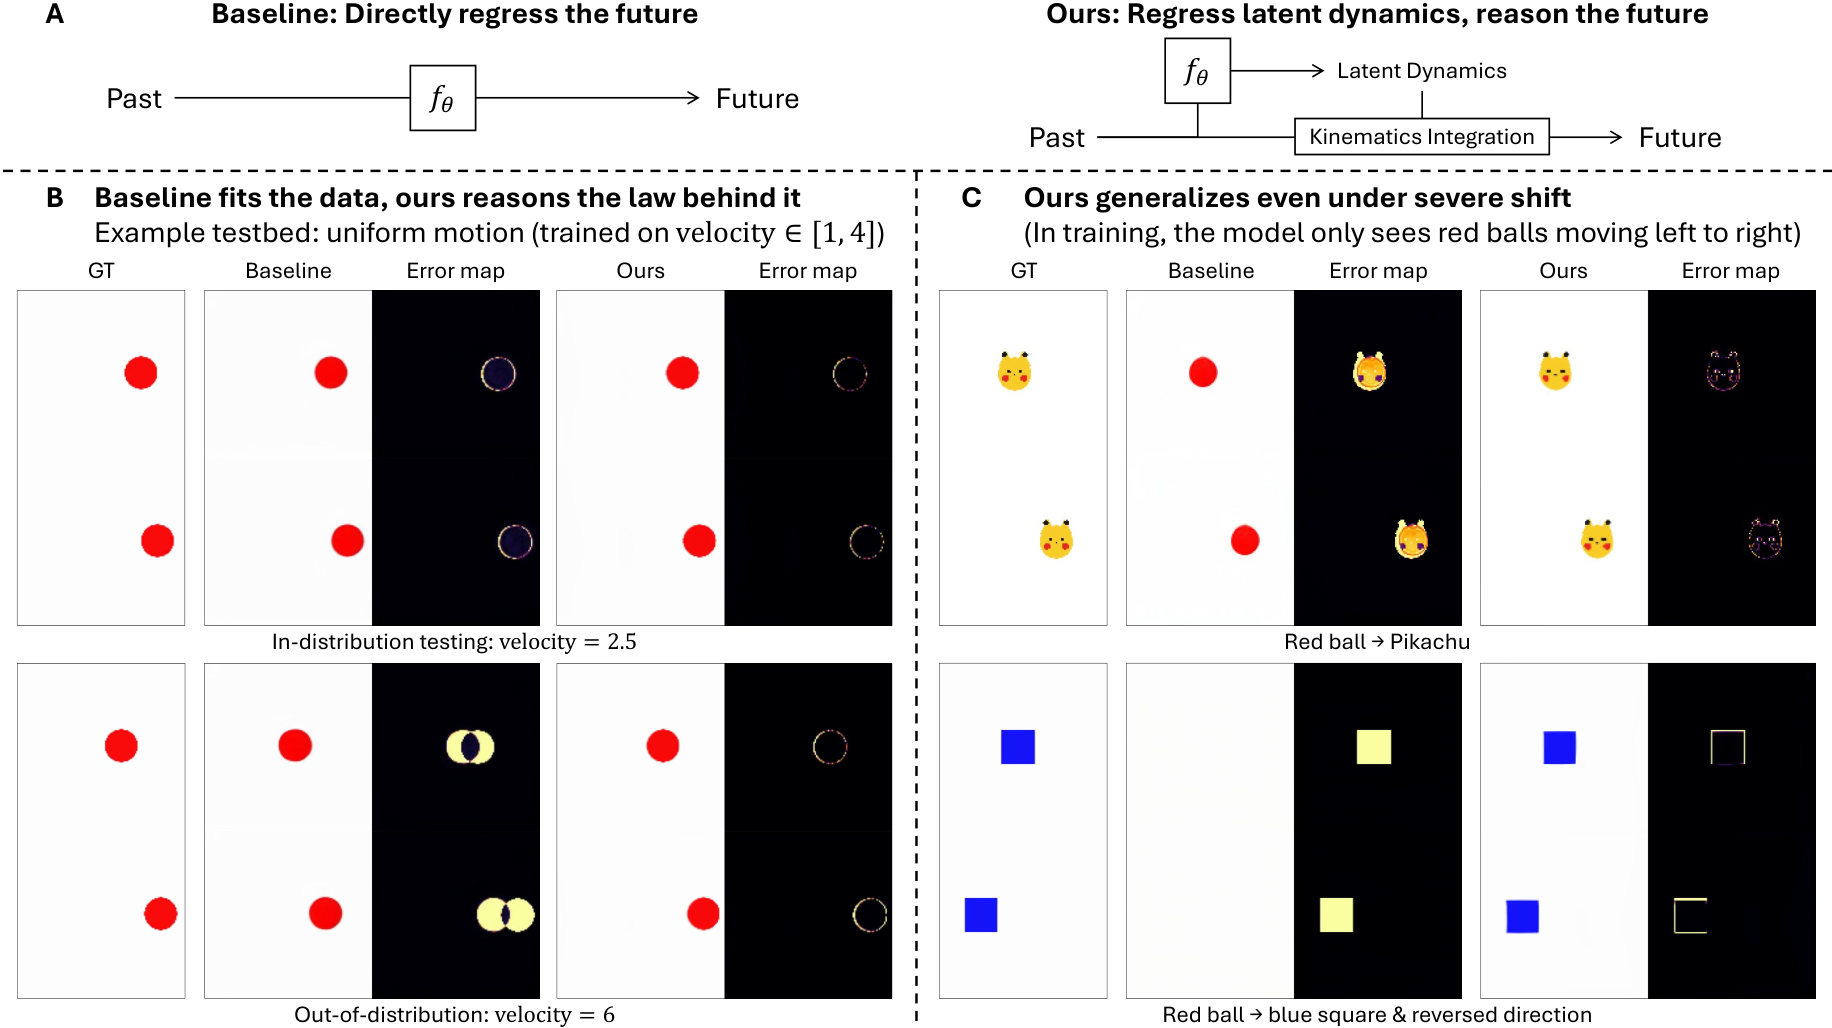 A
Baseline: Directly regress the future
Past
fθ
Future
Ours: Regress latent dynamics, reason the future
fθ
Latent Dynamics
Past
Kinematics Integration
Future
B Baseline fits the data, ours reasons the law behind it
Example testbed: uniform motion (trained on velocity ∈ [1, 4])
GT Baseline Error map Ours Error map
In-distribution testing: velocity = 2.5
Out-of-distribution: velocity = 6
C Ours generalizes even under severe shift
(In training, the model only sees red balls moving left to right)
GT Baseline Error map Ours Error map
Red ball → Pikachu
Red ball → blue square & reversed direction